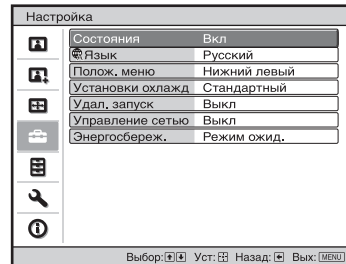 Настройка
Состояния Вкл
Язык Русский
Полож. меню Нижний левый
Установки охлажд Стандартный
Удал. запуск Выкл
Управление сетью Выкл
Энергосбереж. Режим ожид.
Выбор: Уст: Назад: Вых: MENU